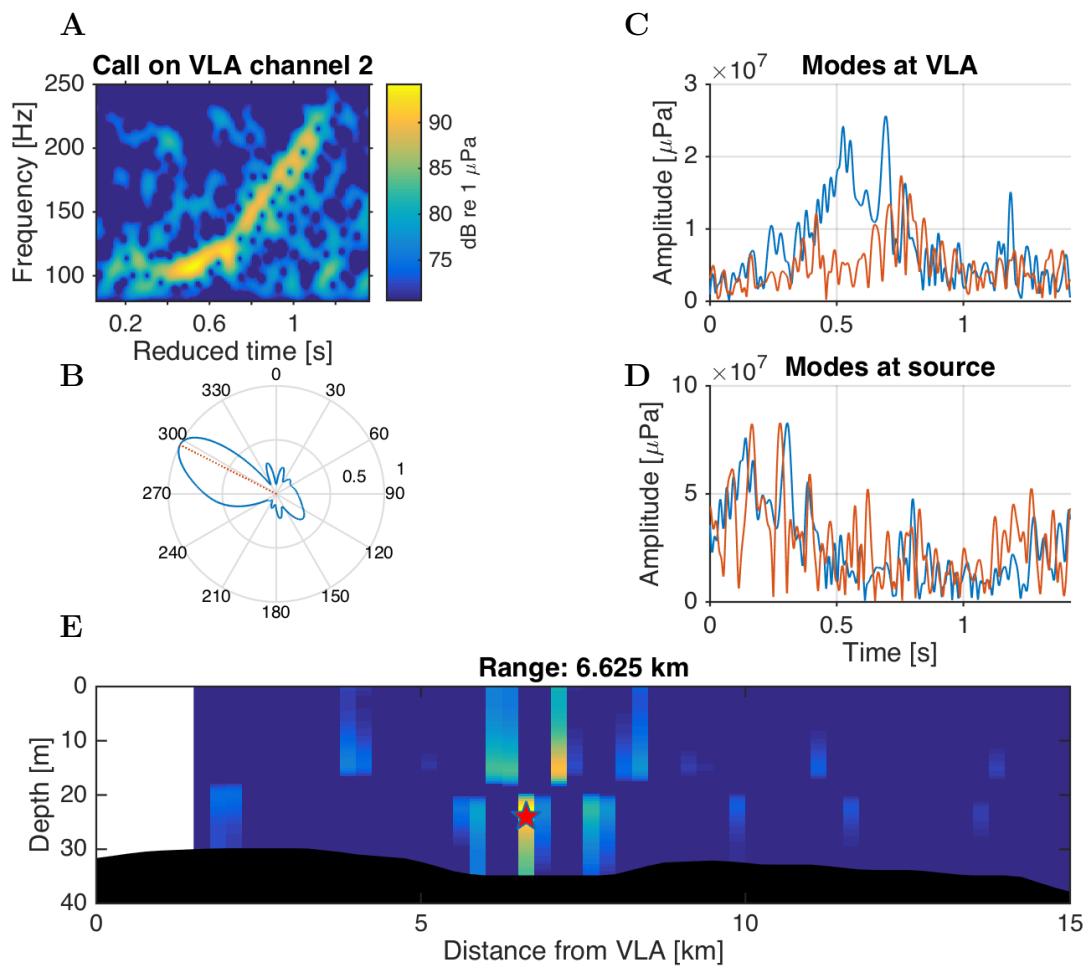 A
Call on VLA channel 2
250
200
150
100
Frequency [Hz]
0.2 0.6 1
Reduced time [s]
90
85
80
75
dB re 1 μPa
B
0
30
60
90
120
150
180
210
240
270
300
330
0.5
1
C
×10⁷
Modes at VLA
3
2
1
0
Amplitude [μPa]
0 0.5 1
D
×10⁷
Modes at source
10
5
0
Amplitude [μPa]
0 0.5 1
Time [s]
E
Range: 6.625 km
0
10
20
30
40
Depth [m]
0 5 10 15
Distance from VLA [km]